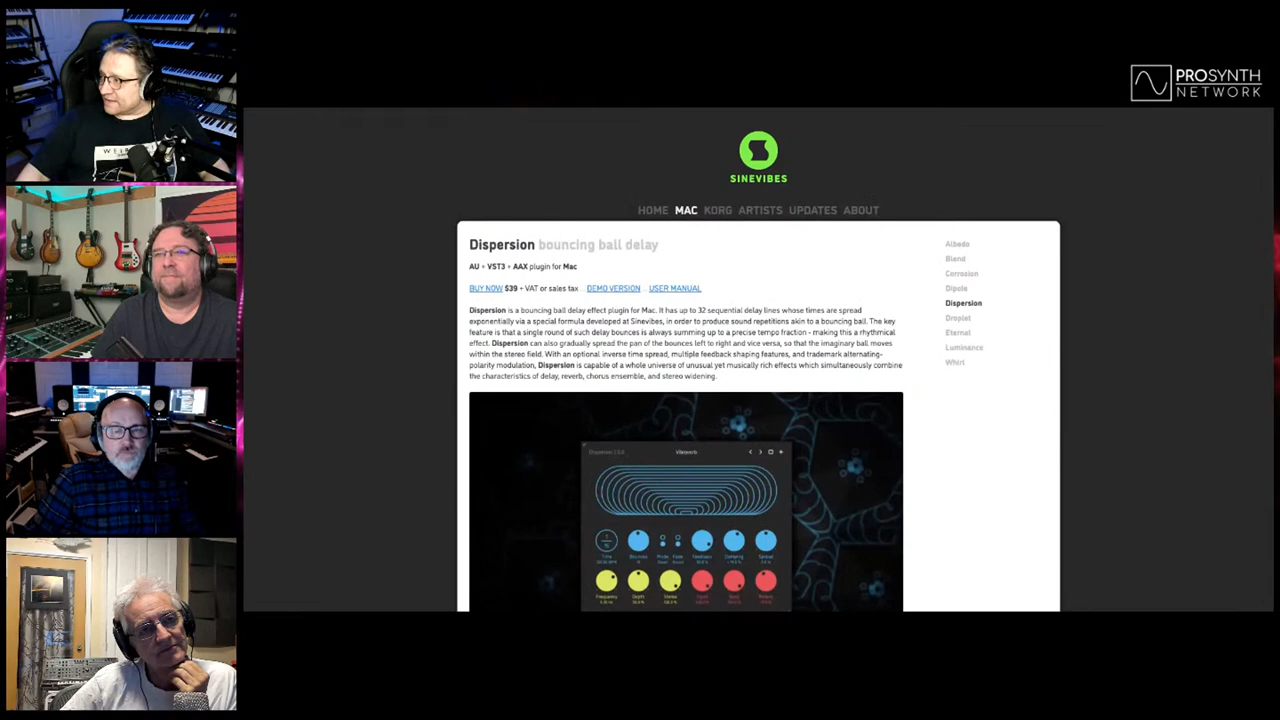 PROSYNTH
NETWORK
SINEVIBES
HOME MAC KORG ARTISTS UPDATES ABOUT
Dispersion bouncing ball delay
AU + VST3 + AAX plugin for Mac
BUY NOW $39 + VAT or sales tax .. DEMO VERSION .. USER MANUAL
Dispersion is a bouncing ball delay effect plugin for Mac. It has up to 32 sequential delay lines whose times are spread
exponentially via a special formula developed at Sinevibes, in order to produce sound repetitions akin to a bouncing ball. The key
feature is that a single round of such delay bounces is always summing up to a precise tempo fraction - making this a rhythmical
effect. Dispersion can also gradually spread the pan of the bounces left to right and vice versa, so that the imaginary ball moves
within the stereo field. With an optional inverse time spread, multiple feedback shaping features, and trademark alternating-
polarity modulation, Dispersion is capable of a whole universe of unusual yet musically rich effects which simultaneously combine
the characteristics of delay, reverb, chorus ensemble, and stereo widening.
Albedo
Blend
Corrosion
Dipole
Dispersion
Droplet
Eternal
Luminance
Whirl
Time
Feedback
Damping
Spread
Frequency
Depth
Stereo